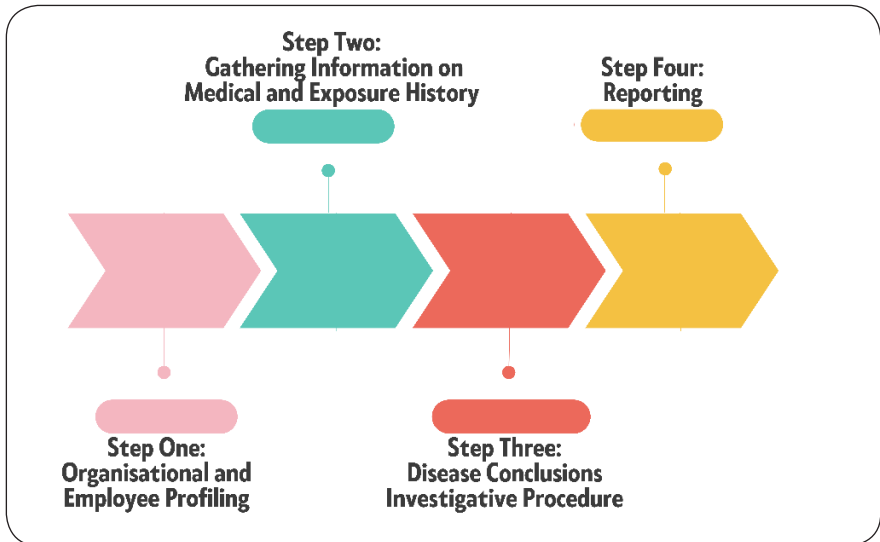 Step One:
Organisational and
Employee Profiling
Step Two:
Gathering Information on
Medical and Exposure History
Step Three:
Disease Conclusions
Investigative Procedure
Step Four:
Reporting